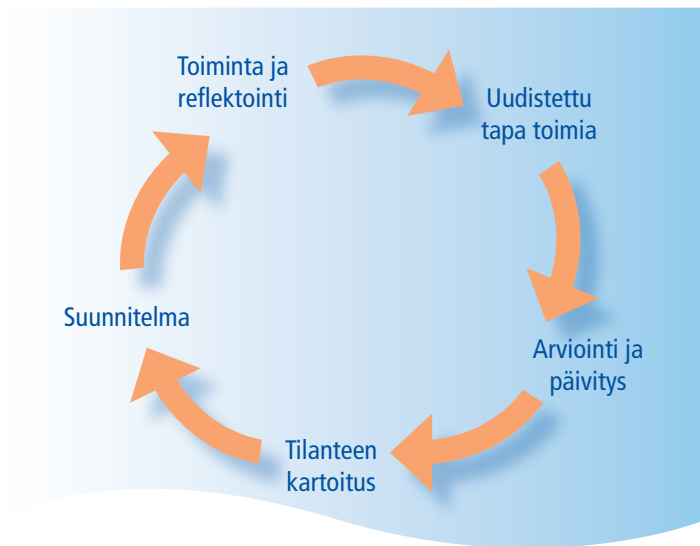 Toiminta ja
reflektointi
Uudistettu
tapa toimia
Arviointi ja
päivitys
Tilanteen
kartoitus
Suunnitelma